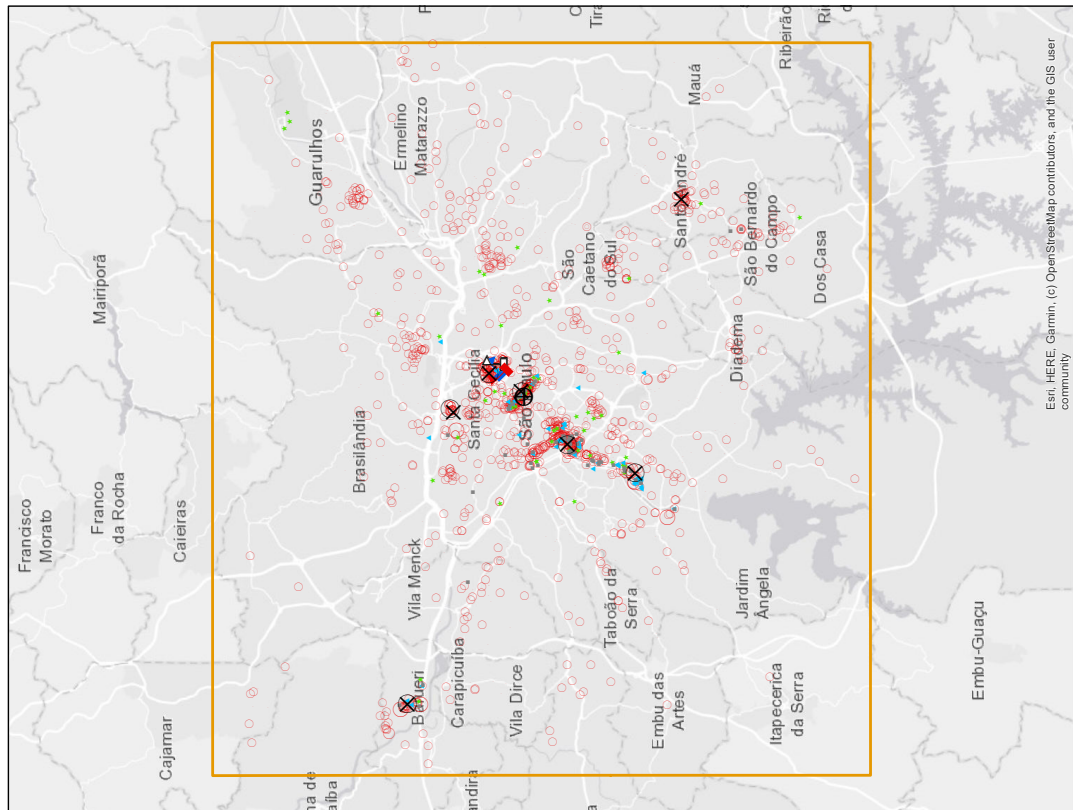 Francisco
Morato
Franco
da Rocha
Mairiporã
Cajamar
Caieiras
Guarulhos
Brasilândia
Ermelino
Matarazzo
Vila Menck
Barueri
Carapicuíba
ndirá
Santa Cecília
Vila Dirce
São Paulo
São
Caetano
do Sul
Tira
Taboão da
Serra
Embu das
Artes
Santo André
Mauá
Diadema
Jardim
Ângela
São Bernardo
do Campo
Itapecerica
da Serra
Ribeirão
Dos Casa
Embu-Guaçu
Esri, HERE, Garmin, (c) OpenStreetMap contributors, and the GIS user
community